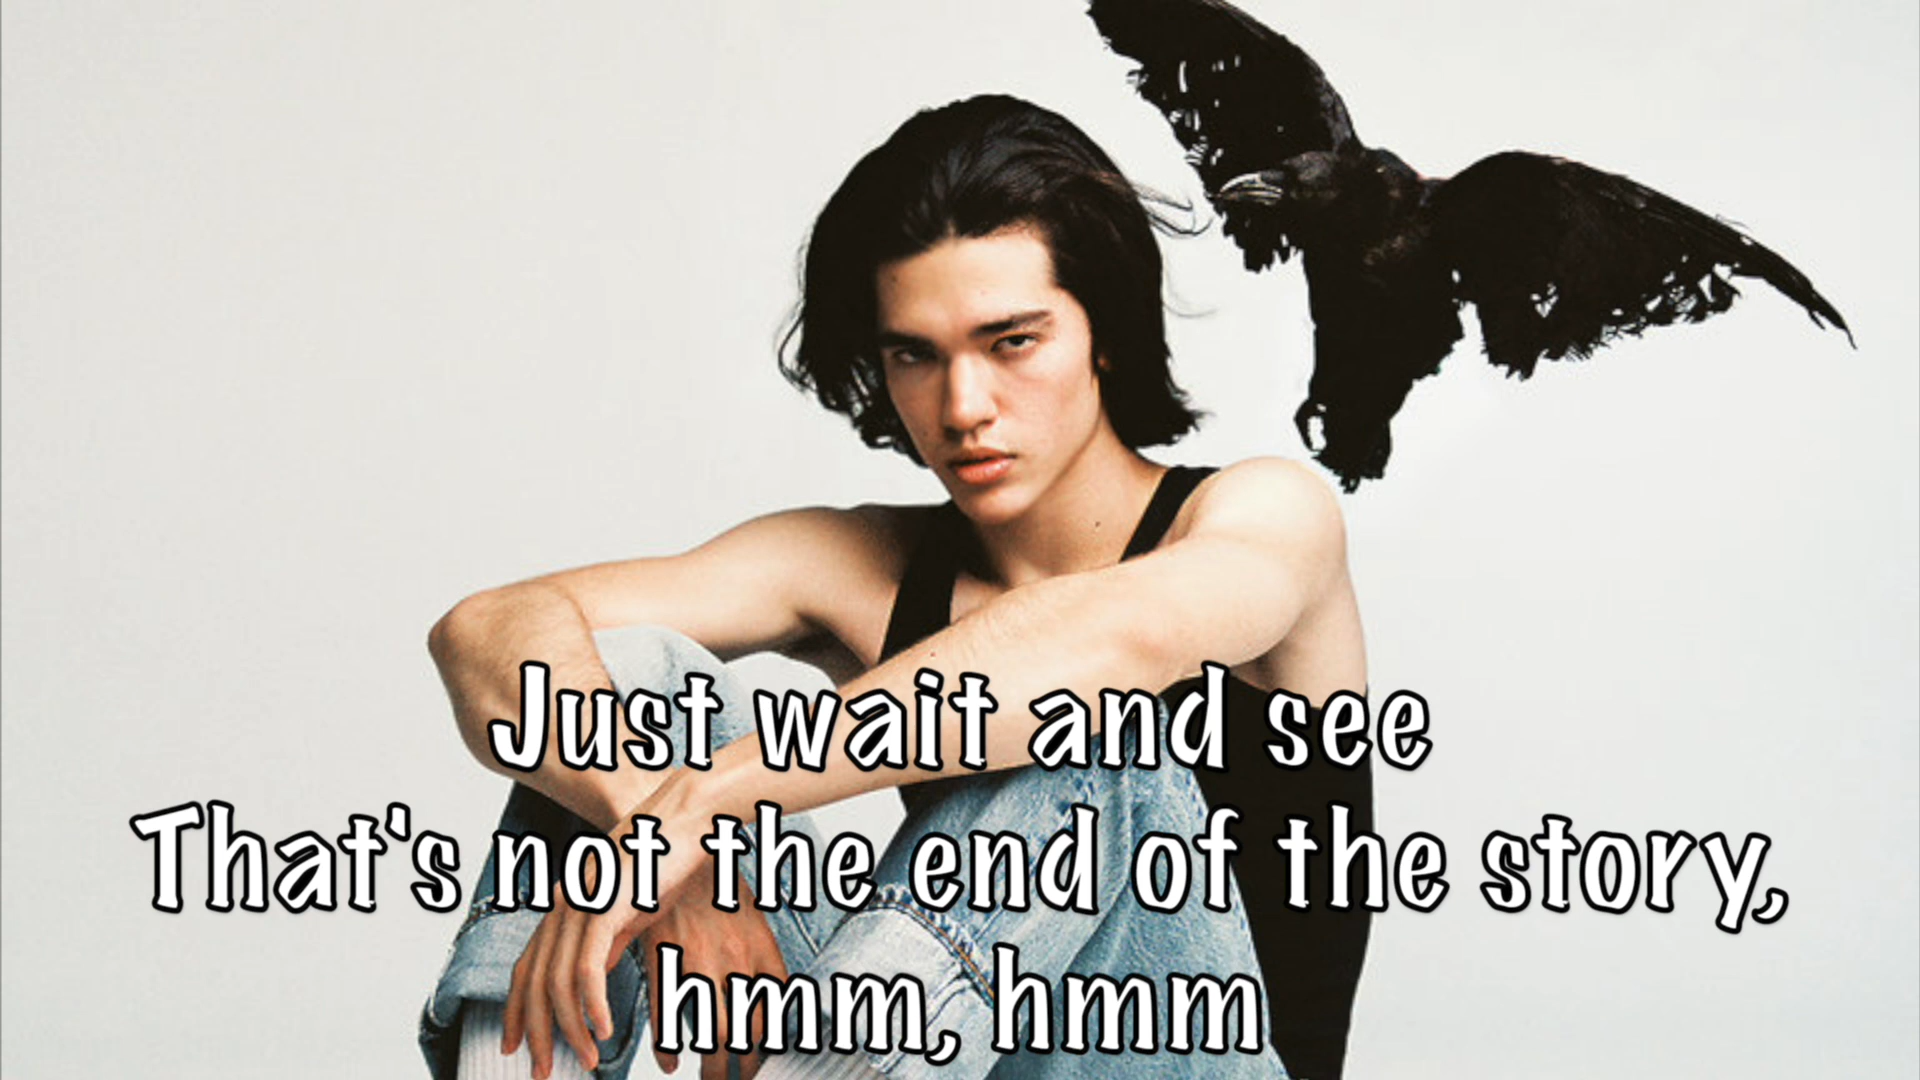 Just wait and see
That's not the end of the story,
hmm, hmm